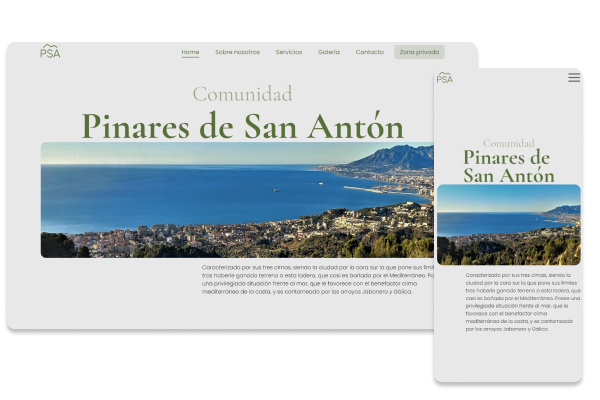 PSA
Home Sobre nosotros Servicios Galería Contacto Zona privada
Comunidad
Pinares de San Antón
Caracterizado por sus tres cimas, siendo la ciudad por la cara sur la que pone sus límit
tros haberle ganado terreno a esta ladera, que casi es bañada por el Mediterráneo. Po
una privilegiada situación frente al mar, que le favorece con el benefactor clima
mediterráneo de la costa, y es contorneado por los arroyos Jabonero y Gálica.
PSA
Comunidad
Pinares de
San Antón
Caracterizado por sus tres cimas, siendo la
ciudad por la cara sur la que pone sus límites
tros haberle ganado terreno a esta ladera, que
casi es bañada por el Mediterráneo. Posee una
privilegiada situación frente al mar, que le
favorece con el benefactor clima
mediterráneo de la costa, y es contorneado
por los arroyos Jabonero y Gálica.